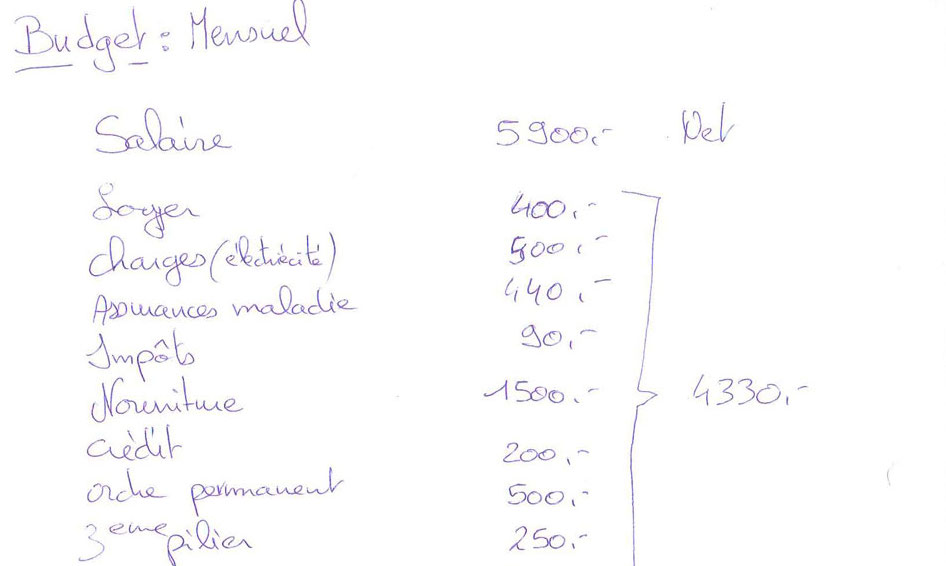 Budget : Mensuel
Salaire 5900.- Net
Loyer 400.-
Charges (électricité) 500.-
Assurances maladie 440.-
Impôts 90.-
Nourriture 1500.- 4330.-
Crédit 200.-
Ordre permanent 500.-
3eme pilier 250.-